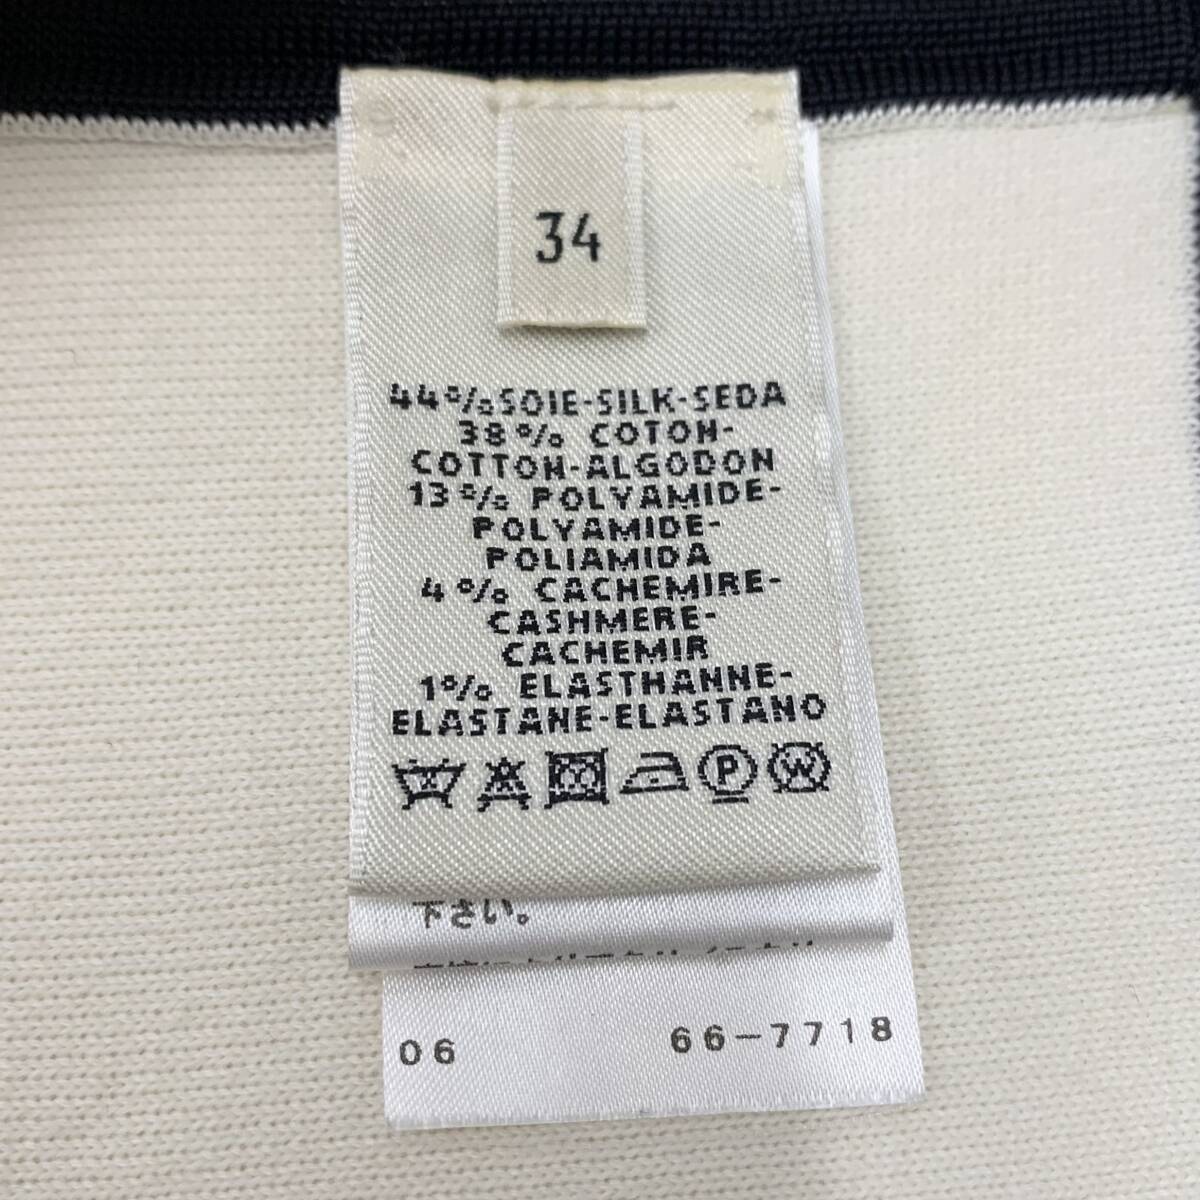 34
44%SOIE-SILK-SEDA
38% COTON-
COTTON-ALGODON
13% POLYAMIDE-
POLYAMIDE-
POLIAMIDA
4% CACHEMIRE-
CASHMERE-
CACHEMIR
1% ELASTHANNE-
ELASTANE-ELASTANO
P W
下さい。
06 66-7718